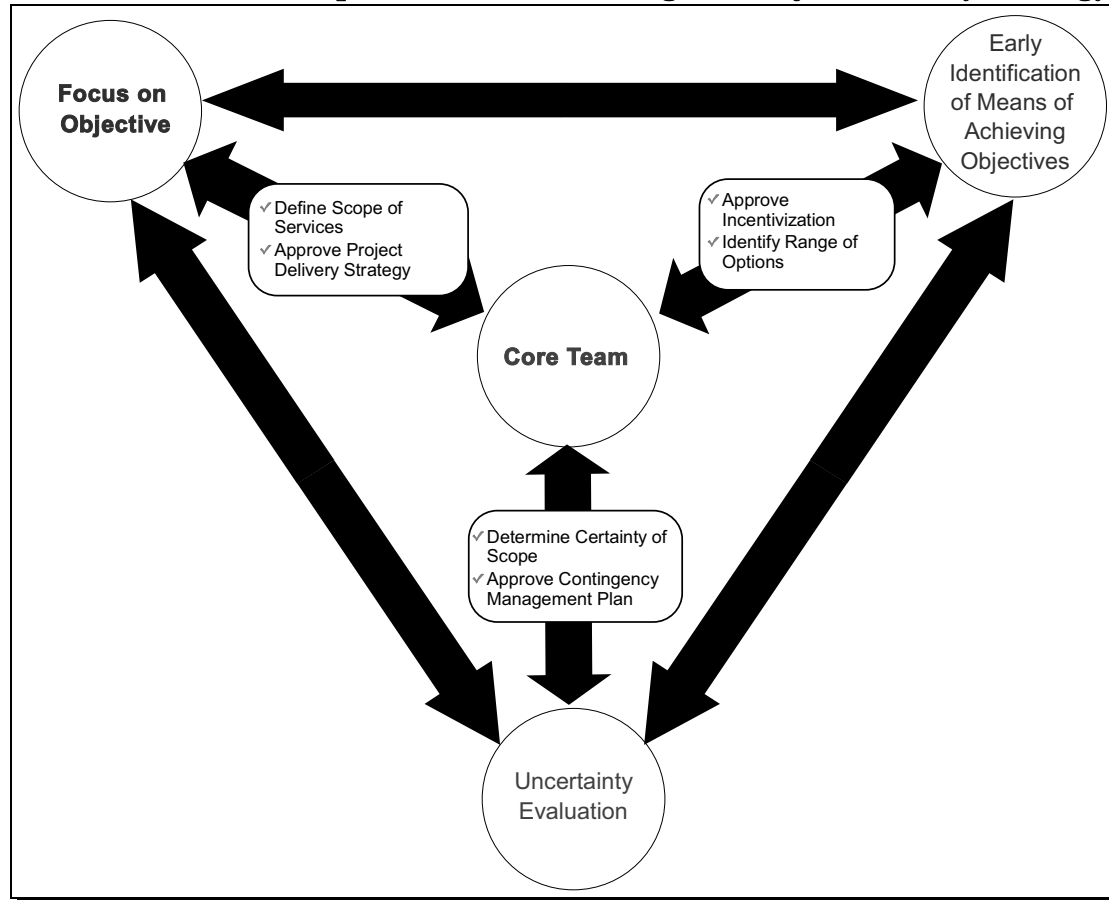 Focus on
Objective
Early
Identification
of Means of
Achieving
Objectives
✓Define Scope of
Services
✓Approve Project
Delivery Strategy
✓Approve
Incentivization
✓Identify Range of
Options
Core Team
✓Determine Certainty of
Scope
✓Approve Contingency
Management Plan
Uncertainty
Evaluation